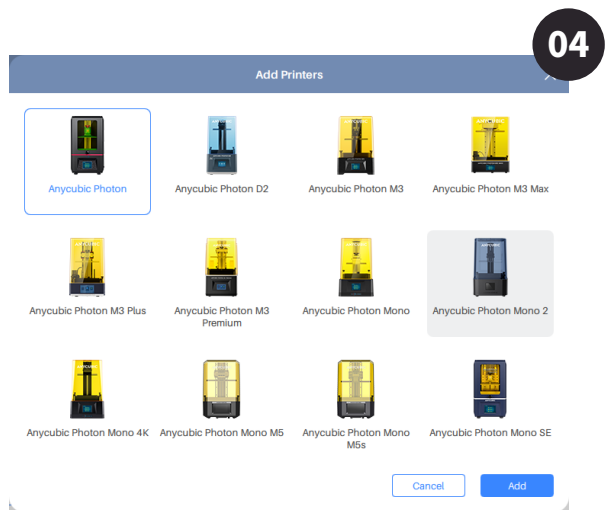 04
Add Printers
Anycubic Photon
Anycubic Photon D2
Anycubic Photon M3
Anycubic Photon M3 Max
Anycubic Photon M3 Plus
Anycubic Photon M3
Premium
Anycubic Photon Mono
Anycubic Photon Mono 2
Anycubic Photon Mono 4K
Anycubic Photon Mono M5
Anycubic Photon Mono
M5s
Anycubic Photon Mono SE
Cancel
Add